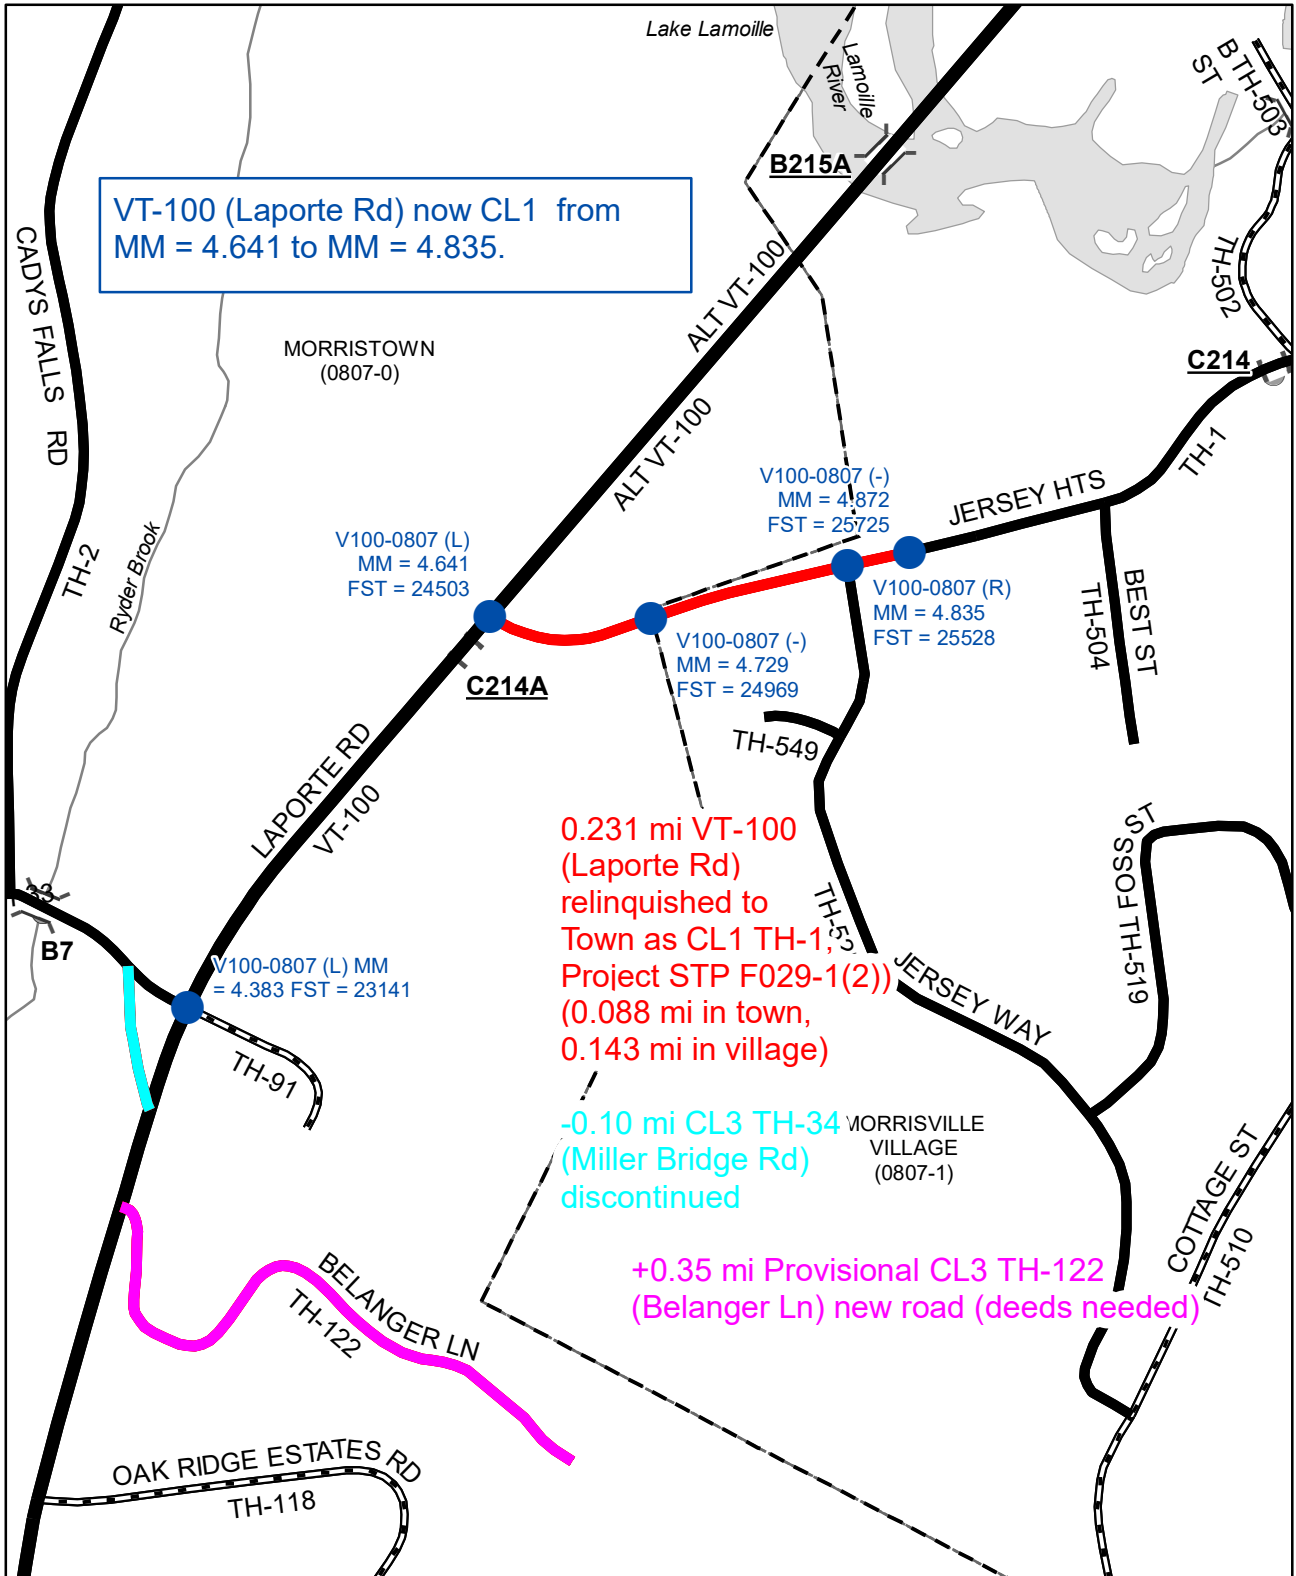 Lake Lamoille
Lamoille
River
B TH-503
ST
B215A
VT-100 (Laporte Rd) now CL1 from
MM = 4.641 to MM = 4.835.
CADYS FALLS RD
TH-502
ALT VT-100
MORRISTOWN
(0807-0)
C214
ALT VT-100
TH-1
V100-0807 (-)
MM = 4.872
FST = 25725
JERSEY HTS
V100-0807 (L)
MM = 4.641
FST = 24503
TH-2
Ryder Brook
V100-0807 (R)
MM = 4.835
FST = 25528
BEST ST
TH-504
V100-0807 (-)
MM = 4.729
FST = 24969
C214A
TH-549
LAPORTE RD
VT-100
0.231 mi VT-100
(Laporte Rd)
relinquished to
Town as CL1 TH-1,
Project STP F029-1(2))
(0.088 mi in town,
0.143 mi in village)
FOSS ST
TH-519
33
B7
JERSEY WAY
V100-0807 (L) MM
= 4.383 FST = 23141
TH-91
-0.10 mi CL3 TH-34
(Miller Bridge Rd)
discontinued
MORRISVILLE
VILLAGE
(0807-1)
COTTAGE ST
TH-510
+0.35 mi Provisional CL3 TH-122
(Belanger Ln) new road (deeds needed)
BELANGER LN
TH-122
OAK RIDGE ESTATES RD
TH-118